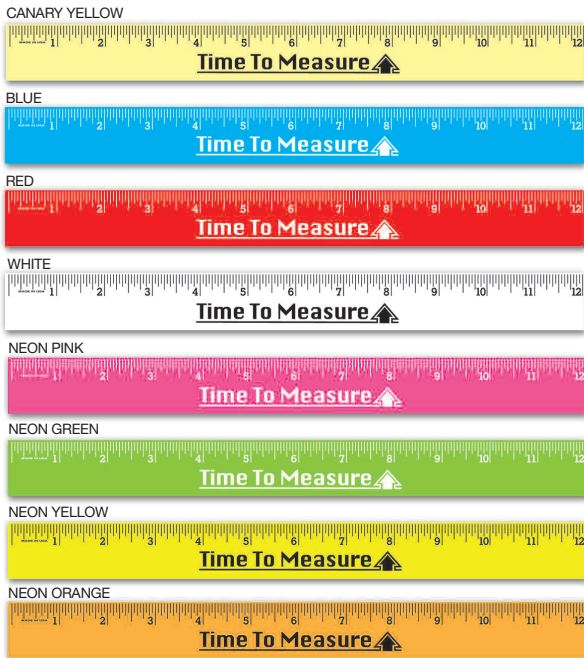 CANARY YELLOW
1 2 3 4 5 6 7 8 9 10 11 12
Time To Measure
BLUE
1 2 3 4 5 6 7 8 9 10 11 12
Time To Measure
RED
1 2 3 4 5 6 7 8 9 10 11 12
Time To Measure
WHITE
1 2 3 4 5 6 7 8 9 10 11 12
Time To Measure
NEON PINK
1 2 3 4 5 6 7 8 9 10 11 12
Time To Measure
NEON GREEN
1 2 3 4 5 6 7 8 9 10 11 12
Time To Measure
NEON YELLOW
1 2 3 4 5 6 7 8 9 10 11 12
Time To Measure
NEON ORANGE
1 2 3 4 5 6 7 8 9 10 11 12
Time To Measure